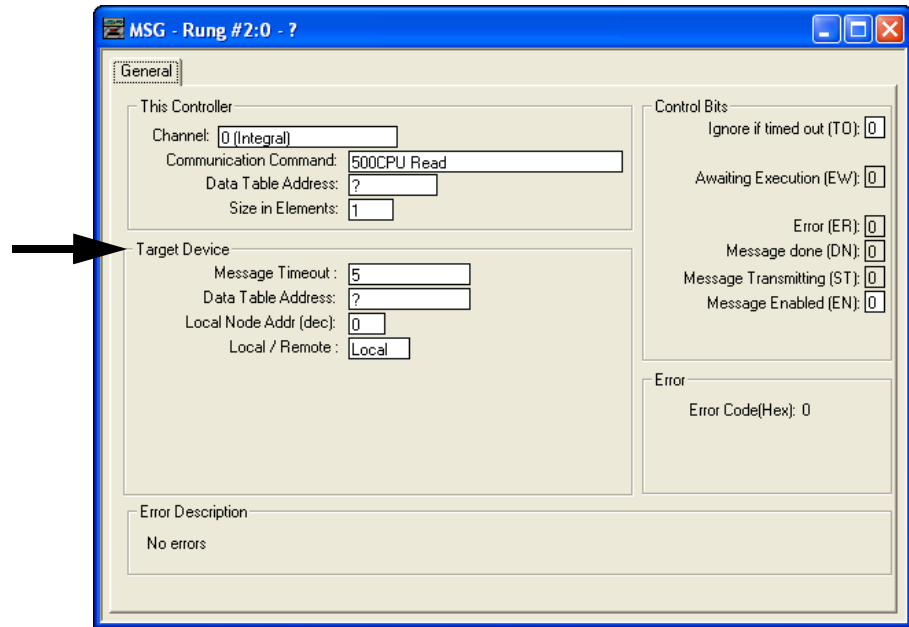 MSG - Rung #2:0 - ?
General
This Controller
Channel: 0 (Integral)
Communication Command: 500CPU Read
Data Table Address: ?
Size in Elements: 1
Target Device
Message Timeout : 5
Data Table Address: ?
Local Node Addr (dec): 0
Local / Remote : Local
Control Bits
Ignore if timed out (TO): 0
Awaiting Execution (EW): 0
Error (ER): 0
Message done (DN): 0
Message Transmitting (ST): 0
Message Enabled (EN): 0
Error
Error Code(Hex): 0
Error Description
No errors